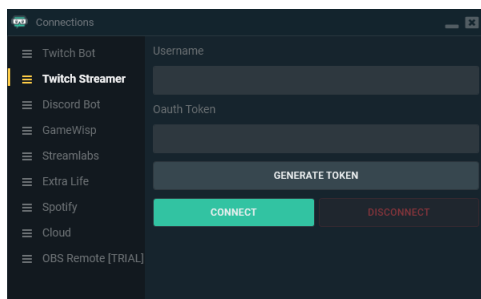 Connections
Twitch Bot
Twitch Streamer
Discord Bot
GameWisp
Streamlabs
Extra Life
Spotify
Cloud
OBS Remote [TRIAL]
Username
Oauth Token
GENERATE TOKEN
CONNECT
DISCONNECT